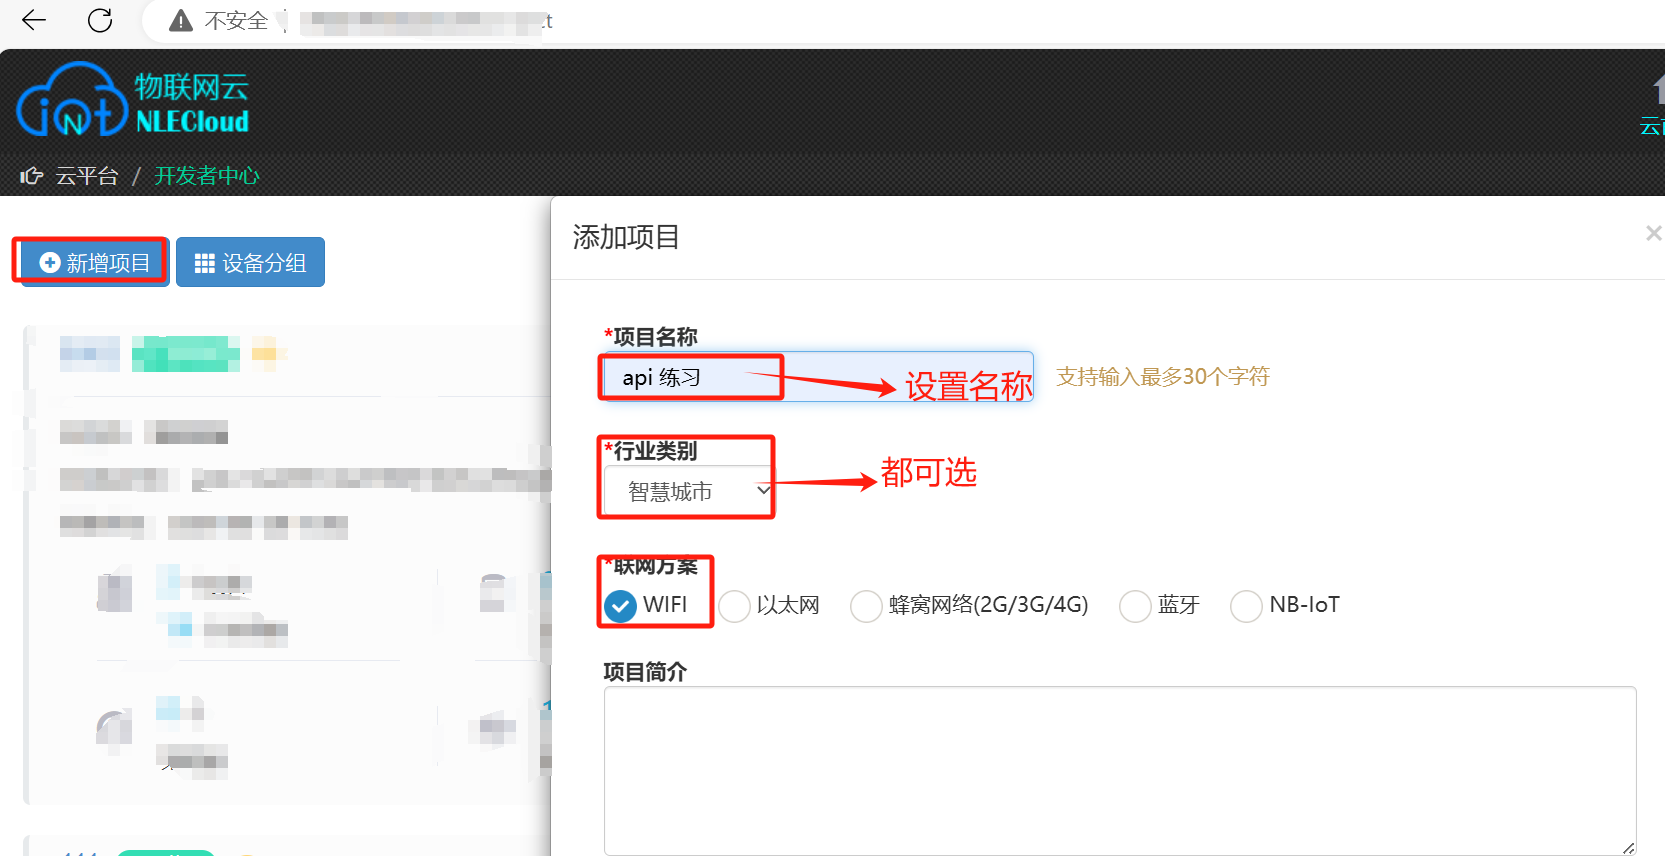 不安全
物联网云
NLECloud
云平台 / 开发者中心
新增项目
设备分组
添加项目
×
*项目名称
api 练习
设置名称
支持输入最多30个字符
*行业类别
智慧城市
都可选
*联网方案
WIFI
以太网
蜂窝网络(2G/3G/4G)
蓝牙
NB-IoT
项目简介